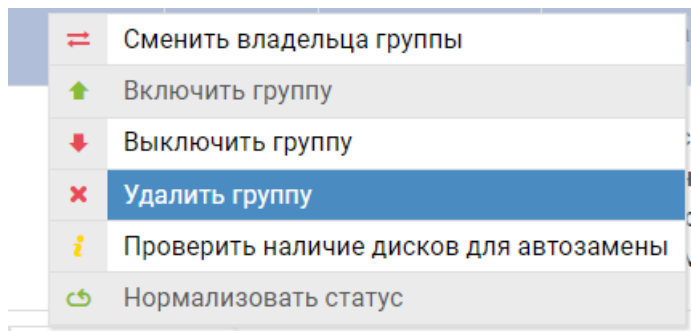 Сменить владельца группы
Включить группу
Выключить группу
Удалить группу
Проверить наличие дисков для автозамены
Нормализовать статус